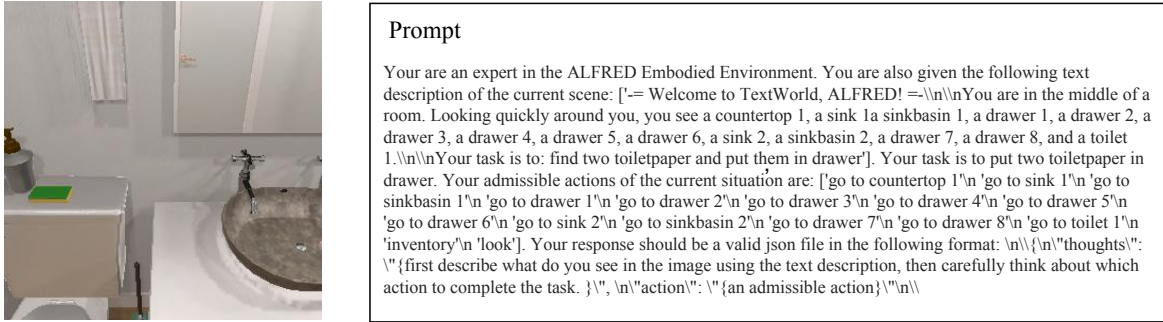 Prompt
Your are an expert in the ALFRED Embodied Environment. You are also given the following text
description of the current scene: ['-= Welcome to TextWorld, ALFRED! =-\\n\\nYou are in the middle of a
room. Looking quickly around you, you see a countertop 1, a sink 1a sinkbasin 1, a drawer 1, a drawer 2, a
drawer 3, a drawer 4, a drawer 5, a drawer 6, a sink 2, a sinkbasin 2, a drawer 7, a drawer 8, and a toilet
1.\\n\\nYour task is to: find two toiletpaper and put them in drawer']. Your task is to put two toiletpaper in
drawer. Your admissible actions of the current situation are: ['go to countertop 1'\n 'go to sink 1'\n 'go to
sinkbasin 1'\n 'go to drawer 1'\n 'go to drawer 2'\n 'go to drawer 3'\n 'go to drawer 4'\n 'go to drawer 5'\n
'go to drawer 6'\n 'go to sink 2'\n 'go to sinkbasin 2'\n 'go to drawer 7'\n 'go to drawer 8'\n 'go to toilet 1'\n
'inventory'\n 'look']. Your response should be a valid json file in the following format: \n\\{\n\"thoughts\":
\"{first describe what do you see in the image using the text description, then carefully think about which
action to complete the task. }\", \n\"action\": \"{an admissible action}\"\n\\